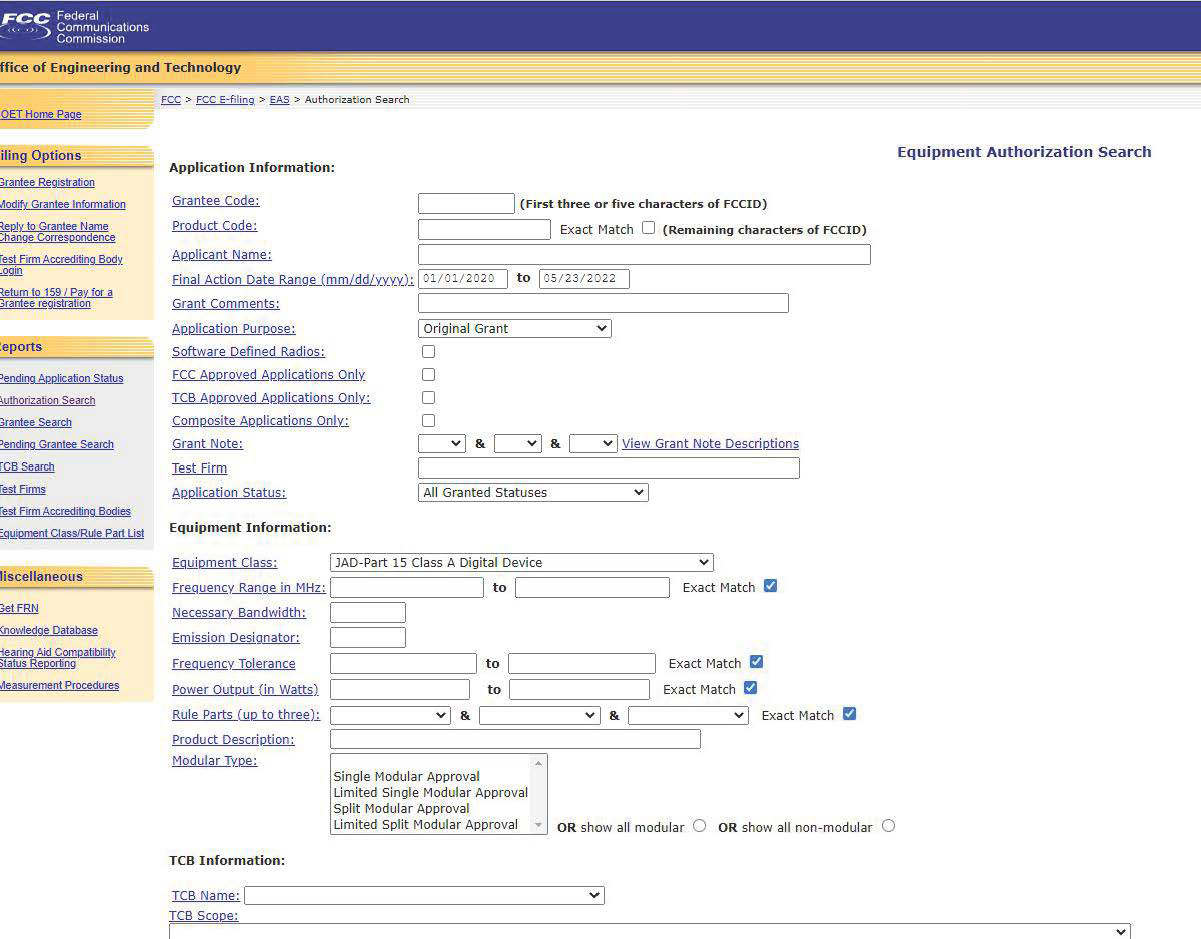 FCC Federal
Communications
Commission
ffice of Engineering and Technology
FCC > FCC E-filing > EAS > Authorization Search
OET Home Page
iling Options
Grantee Registration
Modify Grantee Information
Reply to Grantee Name
Change Correspondence
Test Firm Accrediting Body
Login
Return to 159 / Pay for a
Grantee registration
eports
Pending Application Status
Authorization Search
Grantee Search
Pending Grantee Search
TCB Search
Test Firms
Test Firm Accrediting Bodies
Equipment Class/Rule Part List
liscellaneous
Get FRN
Knowledge Database
Hearing Aid Compatibility
Status Reporting
Measurement Procedures
Equipment Authorization Search
Application Information:
Grantee Code: (First three or five characters of FCCID)
Product Code: Exact Match (Remaining characters of FCCID)
Applicant Name:
Final Action Date Range (mm/dd/yyyy): 01/01/2020 to 05/23/2022
Grant Comments:
Application Purpose: Original Grant
Software Defined Radios:
FCC Approved Applications Only
TCB Approved Applications Only:
Composite Applications Only:
Grant Note: & & View Grant Note Descriptions
Test Firm
Application Status: All Granted Statuses
Equipment Information:
Equipment Class: JAD-Part 15 Class A Digital Device
Frequency Range in MHz: to Exact Match
Necessary Bandwidth:
Emission Designator:
Frequency Tolerance to Exact Match
Power Output (in Watts) to Exact Match
Rule Parts (up to three): & & Exact Match
Product Description:
Modular Type:
Single Modular Approval
Limited Single Modular Approval
Split Modular Approval
Limited Split Modular Approval OR show all modular OR show all non-modular
TCB Information:
TCB Name:
TCB Scope: